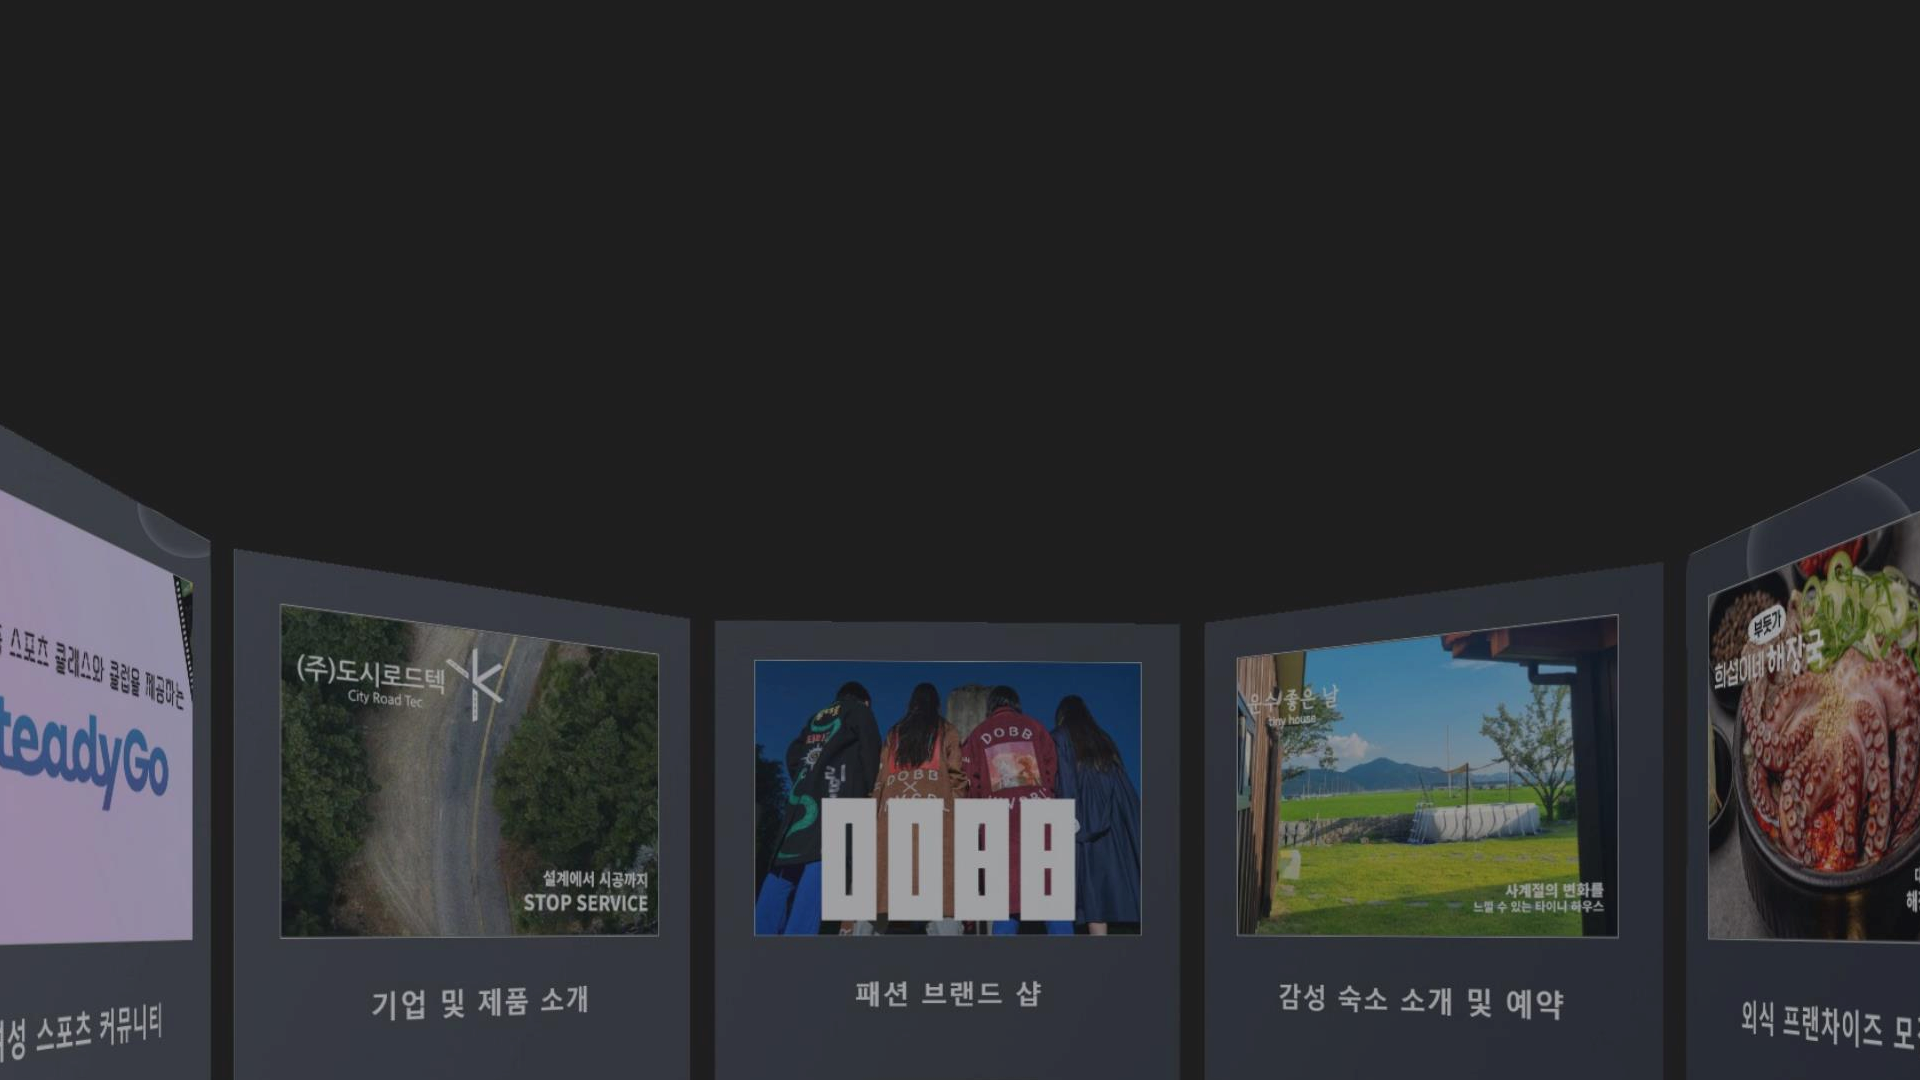 스포츠 클래스와 클럽을 제공하는
teadyGo
성 스포츠 커뮤니티
(주)도시로드텍
City Road Tec
설계에서 시공까지
STOP SERVICE
기업 및 제품 소개
DOBB
DOBB
X
DOBB
패션 브랜드 샵
운수좋은날
tiny house
사계절의 변화를
느낄 수 있는 타이니 하우스
감성 숙소 소개 및 예약
부둣가
희섭이네해장국
외식 프랜차이즈